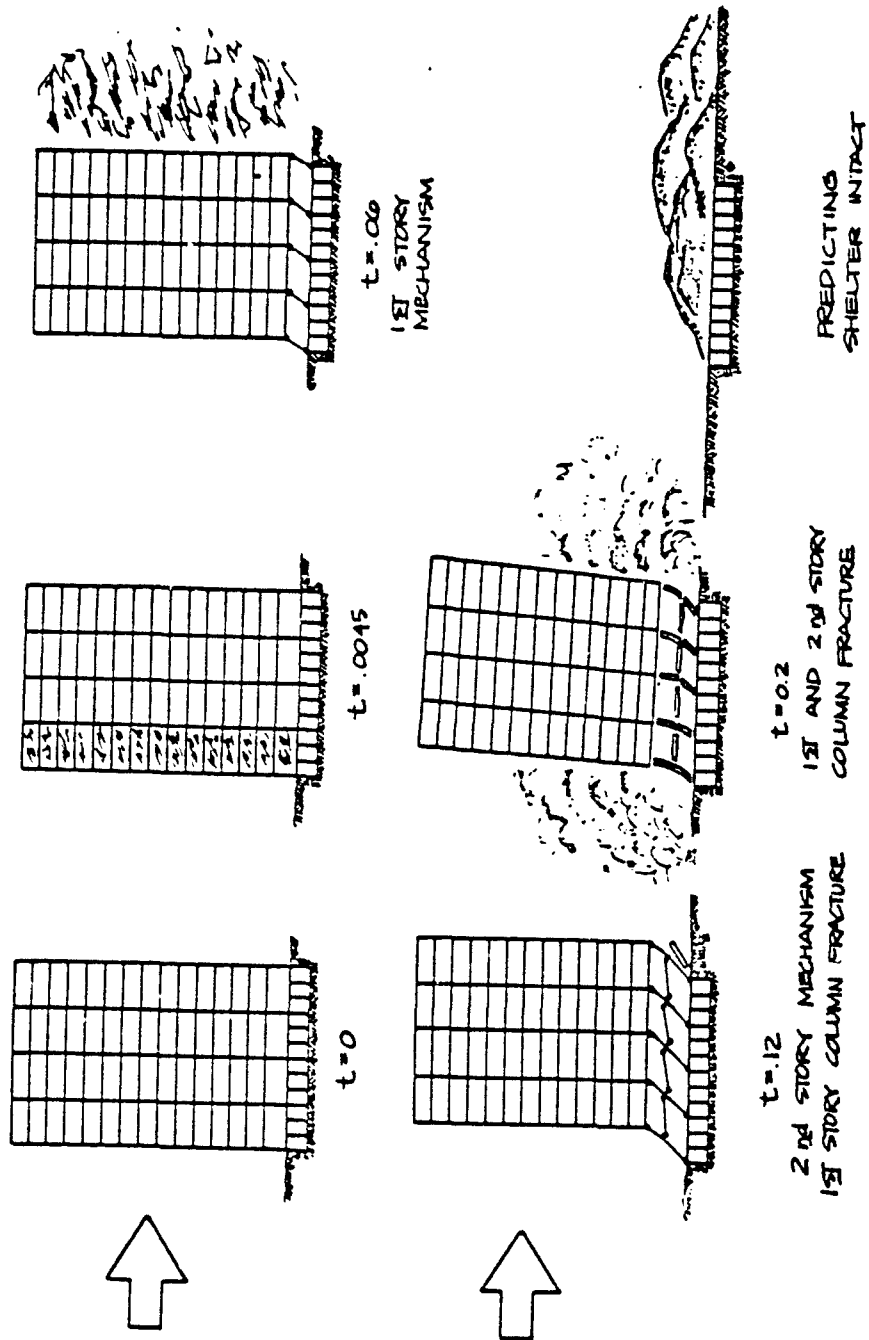 t=0
t=.0045
t=.06
1ST STORY
MECHANISM
t=.12
2nd STORY MECHANISM
1ST STORY COLUMN FRACTURE
t=0.2
1ST AND 2nd STORY
COLUMN FRACTURE
PREDICTING
SHELTER INTACT